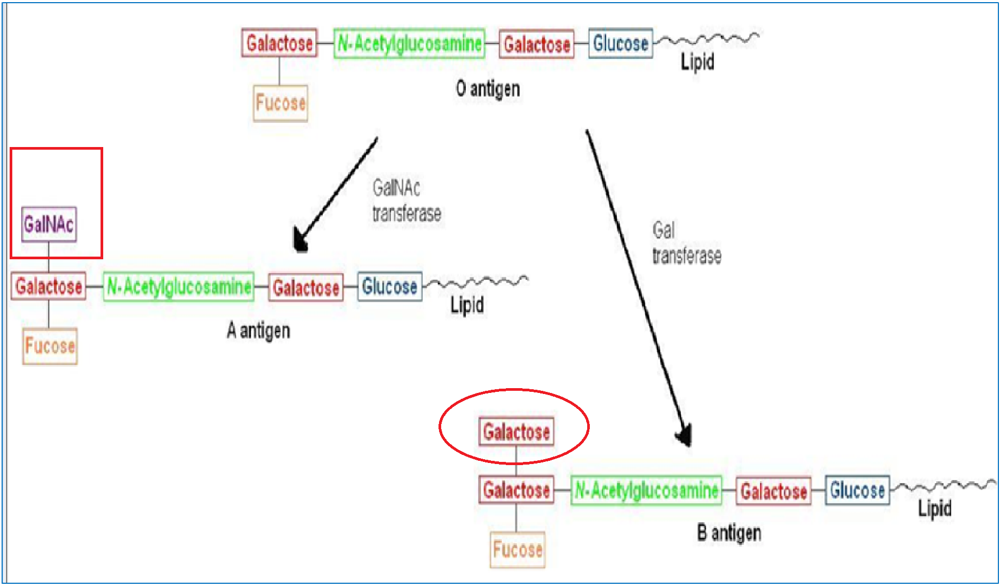 Galactose N-Acetylglucosamine Galactose Glucose
Lipid
Fucose
O antigen
GalNAc
transferase
GalNAc
Gal
transferase
Galactose N-Acetylglucosamine Galactose Glucose
Lipid
Fucose
A antigen
Galactose
Galactose N-Acetylglucosamine Galactose Glucose
Lipid
Fucose
B antigen